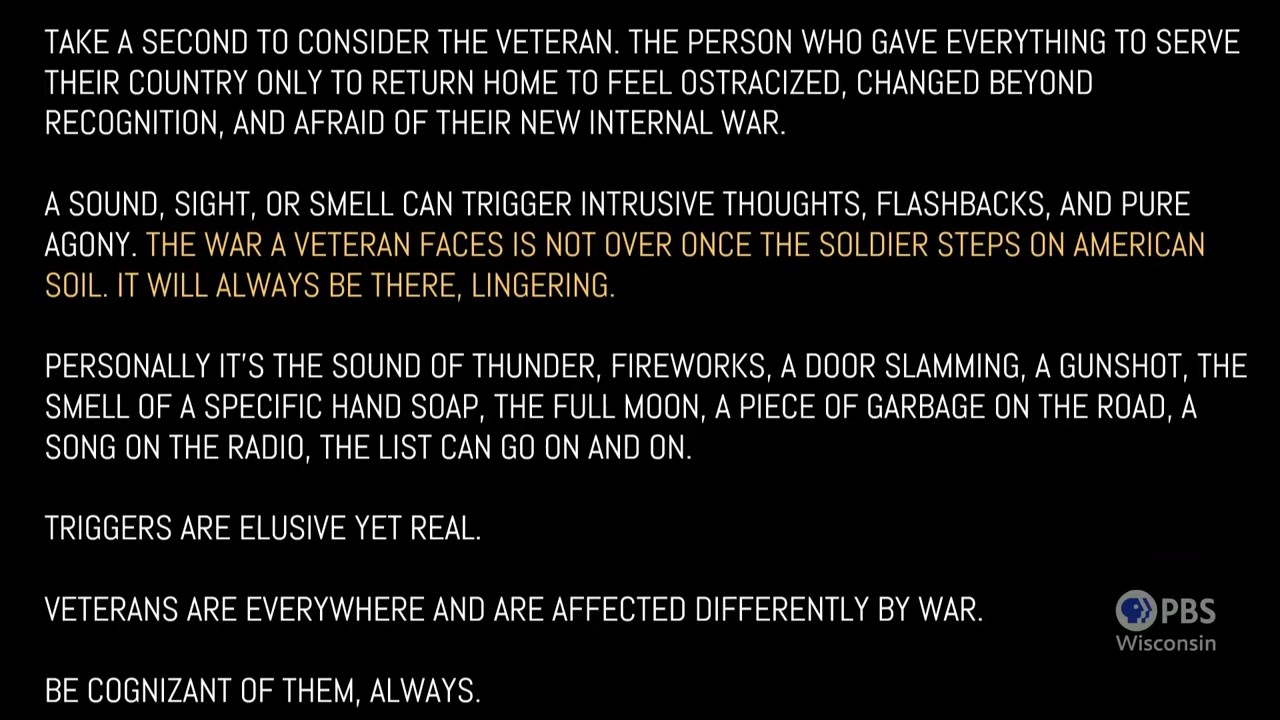 TAKE A SECOND TO CONSIDER THE VETERAN. THE PERSON WHO GAVE EVERYTHING TO SERVE
THEIR COUNTRY ONLY TO RETURN HOME TO FEEL OSTRACIZED, CHANGED BEYOND
RECOGNITION, AND AFRAID OF THEIR NEW INTERNAL WAR.
A SOUND, SIGHT, OR SMELL CAN TRIGGER INTRUSIVE THOUGHTS, FLASHBACKS, AND PURE
AGONY. THE WAR A VETERAN FACES IS NOT OVER ONCE THE SOLDIER STEPS ON AMERICAN
SOIL. IT WILL ALWAYS BE THERE, LINGERING.
PERSONALLY IT'S THE SOUND OF THUNDER, FIREWORKS, A DOOR SLAMMING, A GUNSHOT, THE
SMELL OF A SPECIFIC HAND SOAP, THE FULL MOON, A PIECE OF GARBAGE ON THE ROAD, A
SONG ON THE RADIO, THE LIST CAN GO ON AND ON.
TRIGGERS ARE ELUSIVE YET REAL.
VETERANS ARE EVERYWHERE AND ARE AFFECTED DIFFERENTLY BY WAR.
BE COGNIZANT OF THEM, ALWAYS.
PBS
Wisconsin